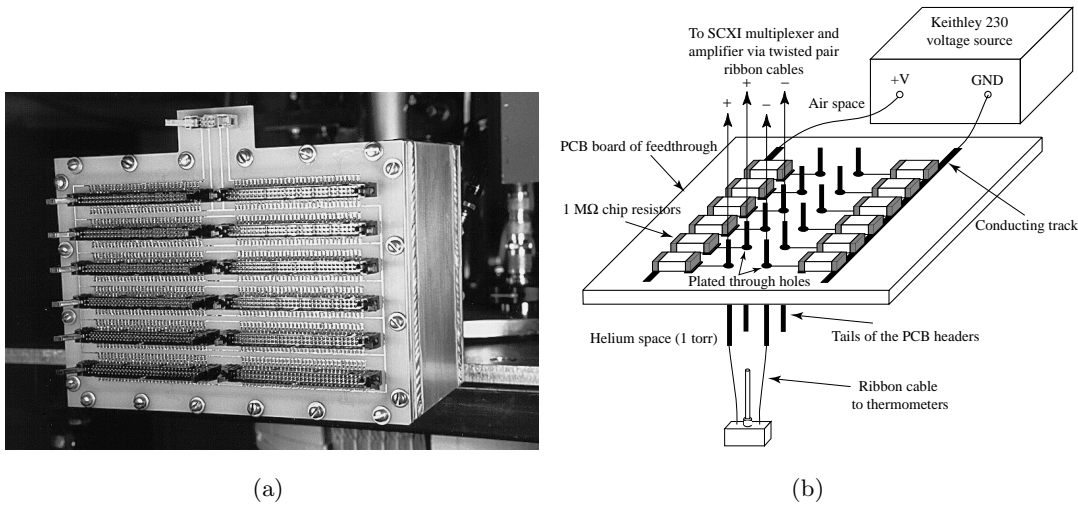 To SCXI multiplexer and
amplifier via twisted pair
ribbon cables
Keithley 230
voltage source
+V
GND
+
+
−
−
Air space
PCB board of feedthrough
1 MΩ chip resistors
Conducting track
Plated through holes
Helium space (1 torr)
Tails of the PCB headers
Ribbon cable
to thermometers
(a)
(b)